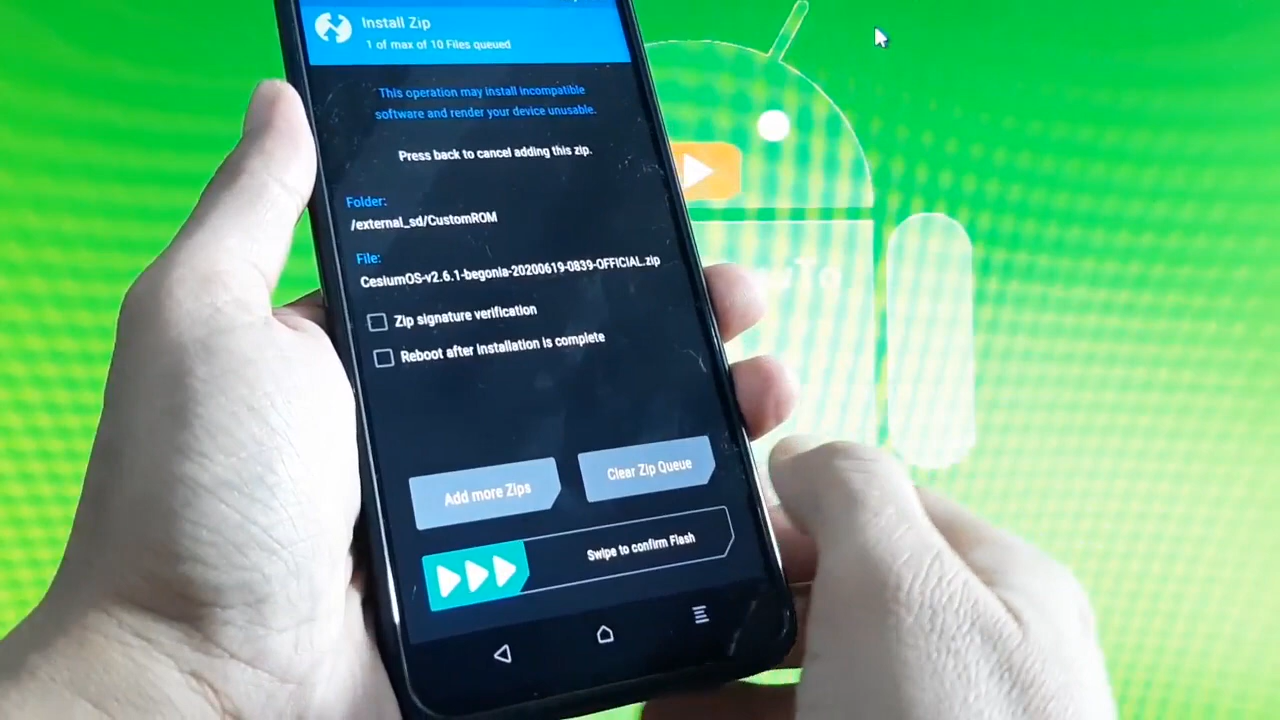 Install Zip
1 of max of 10 Files queued
This operation may install incompatible
software and render your device unusable.
Press back to cancel adding this zip.
Folder:
/external_sd/CustomROM
File:
CesiumOS-v2.6.1-begonia-20200619-0839-OFFICIAL.zip
Zip signature verification
Reboot after installation is complete
Add more Zips
Clear Zip Queue
Swipe to confirm Flash